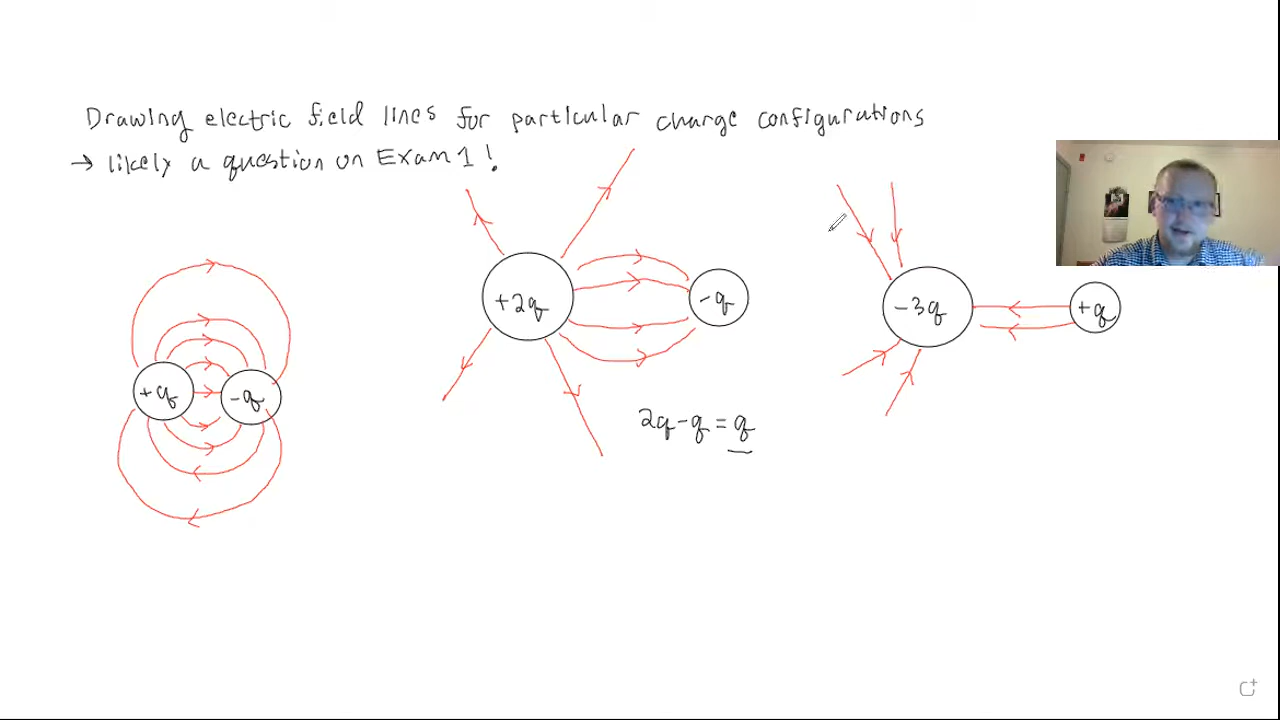 Drawing electric field lines for particular charge configurations
→ likely a question on Exam 1!
+q
-q
+2q
-q
2q-q=q
-3q
+q